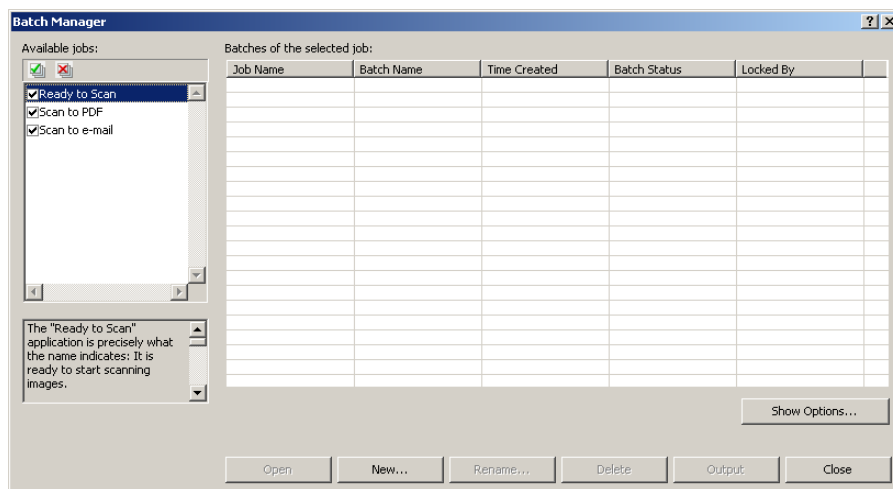 Batch Manager
Available jobs:
Batches of the selected job:
Job Name Batch Name Time Created Batch Status Locked By
Ready to Scan
Scan to PDF
Scan to e-mail
The "Ready to Scan"
application is precisely what
the name indicates: It is
ready to start scanning
images.
Show Options...
Open New... Rename... Delete Output Close